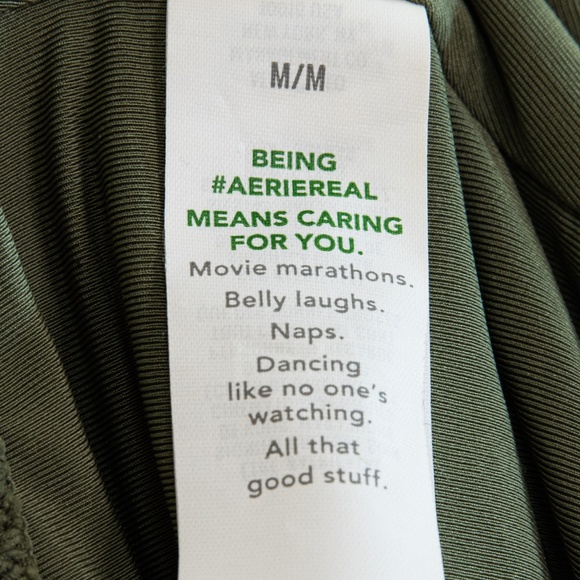 M/M
BEING
#AERIEREAL
MEANS CARING
FOR YOU.
Movie marathons.
Belly laughs.
Naps.
Dancing
like no one's
watching.
All that
good stuff.